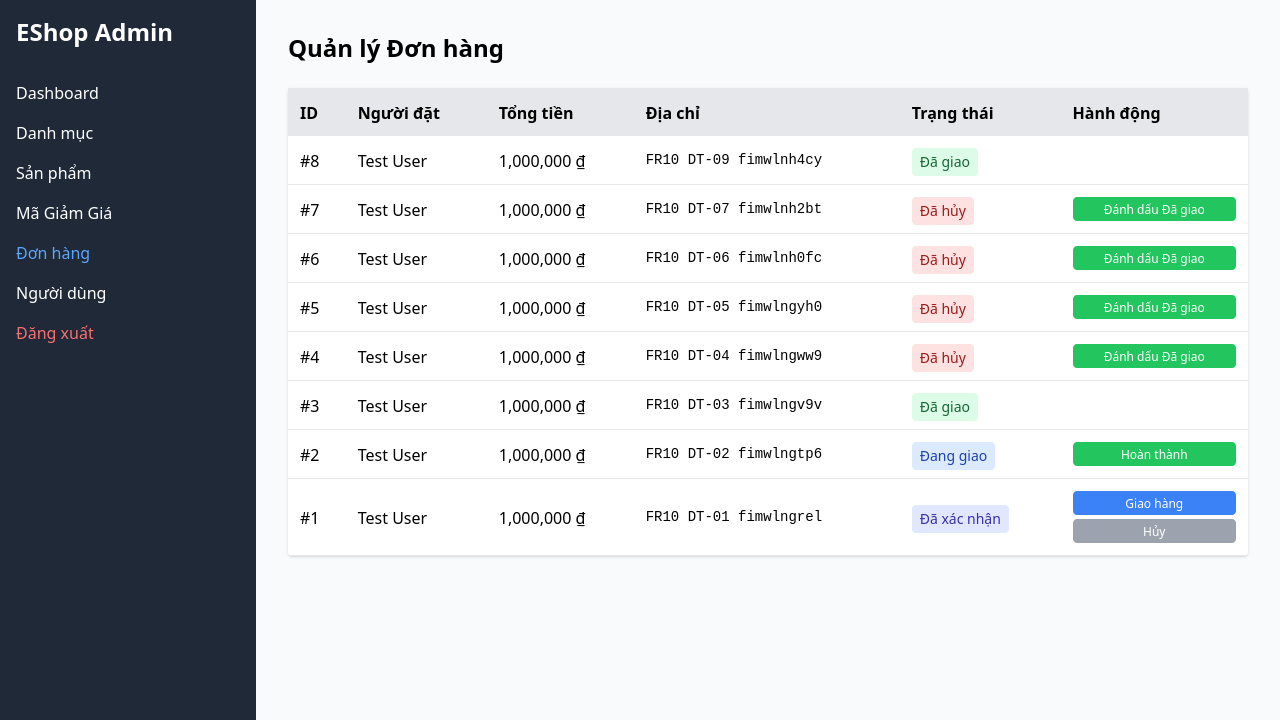 EShop Admin
Dashboard
Danh mục
Sản phẩm
Mã Giảm Giá
Đơn hàng
Người dùng
Đăng xuất
Quản lý Đơn hàng
ID Người đặt Tổng tiền Địa chỉ Trạng thái Hành động
#8 Test User 1,000,000 ₫ FR10 DT-09 fimwlnh4cy Đã giao
#7 Test User 1,000,000 ₫ FR10 DT-07 fimwlnh2bt Đã hủy Đánh dấu Đã giao
#6 Test User 1,000,000 ₫ FR10 DT-06 fimwlnh0fc Đã hủy Đánh dấu Đã giao
#5 Test User 1,000,000 ₫ FR10 DT-05 fimwlngyh0 Đã hủy Đánh dấu Đã giao
#4 Test User 1,000,000 ₫ FR10 DT-04 fimwlngww9 Đã hủy Đánh dấu Đã giao
#3 Test User 1,000,000 ₫ FR10 DT-03 fimwlngv9v Đã giao
#2 Test User 1,000,000 ₫ FR10 DT-02 fimwlngtp6 Đang giao Hoàn thành
#1 Test User 1,000,000 ₫ FR10 DT-01 fimwlngrel Đã xác nhận Giao hàng
Hủy